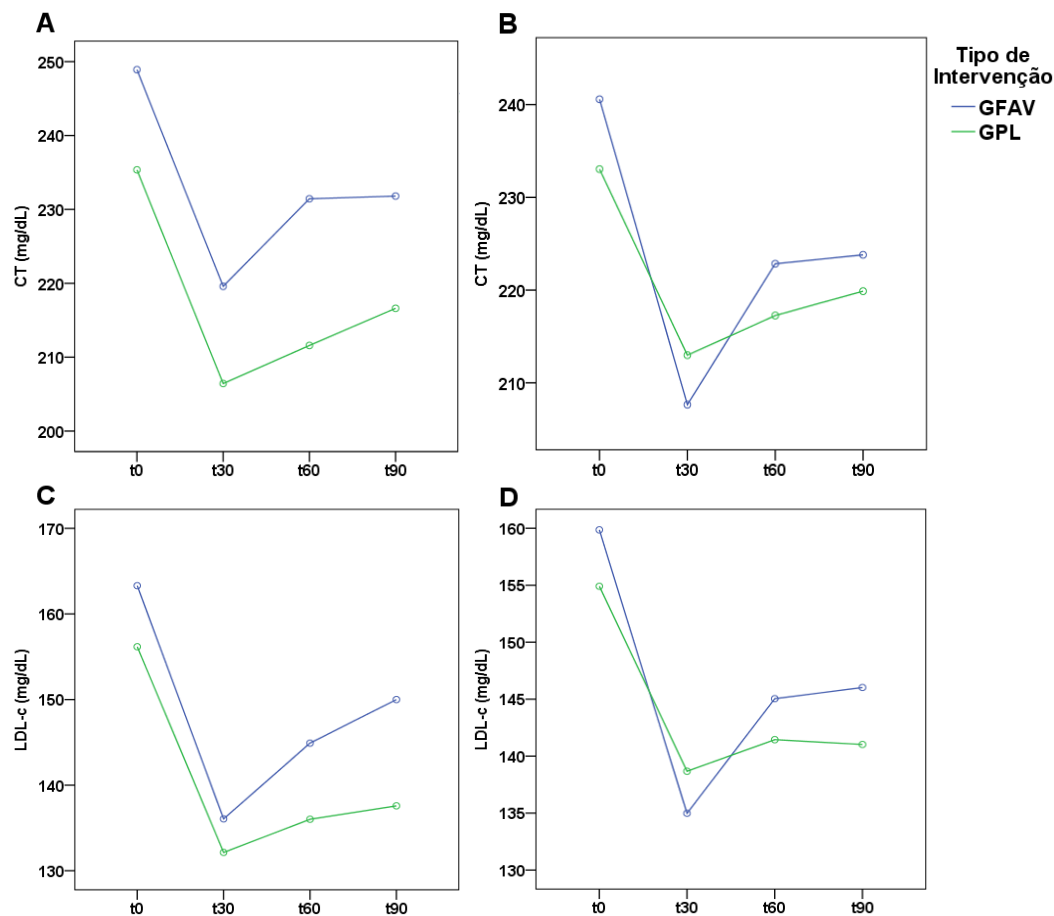 A
CT (mg/dL)
250
240
230
220
210
200
t0 t30 t60 t90
B
CT (mg/dL)
240
230
220
210
t0 t30 t60 t90
Tipo de
Intervenção
GFAV
GPL
C
LDL-c (mg/dL)
170
160
150
140
130
t0 t30 t60 t90
D
LDL-c (mg/dL)
160
155
150
145
140
135
130
t0 t30 t60 t90